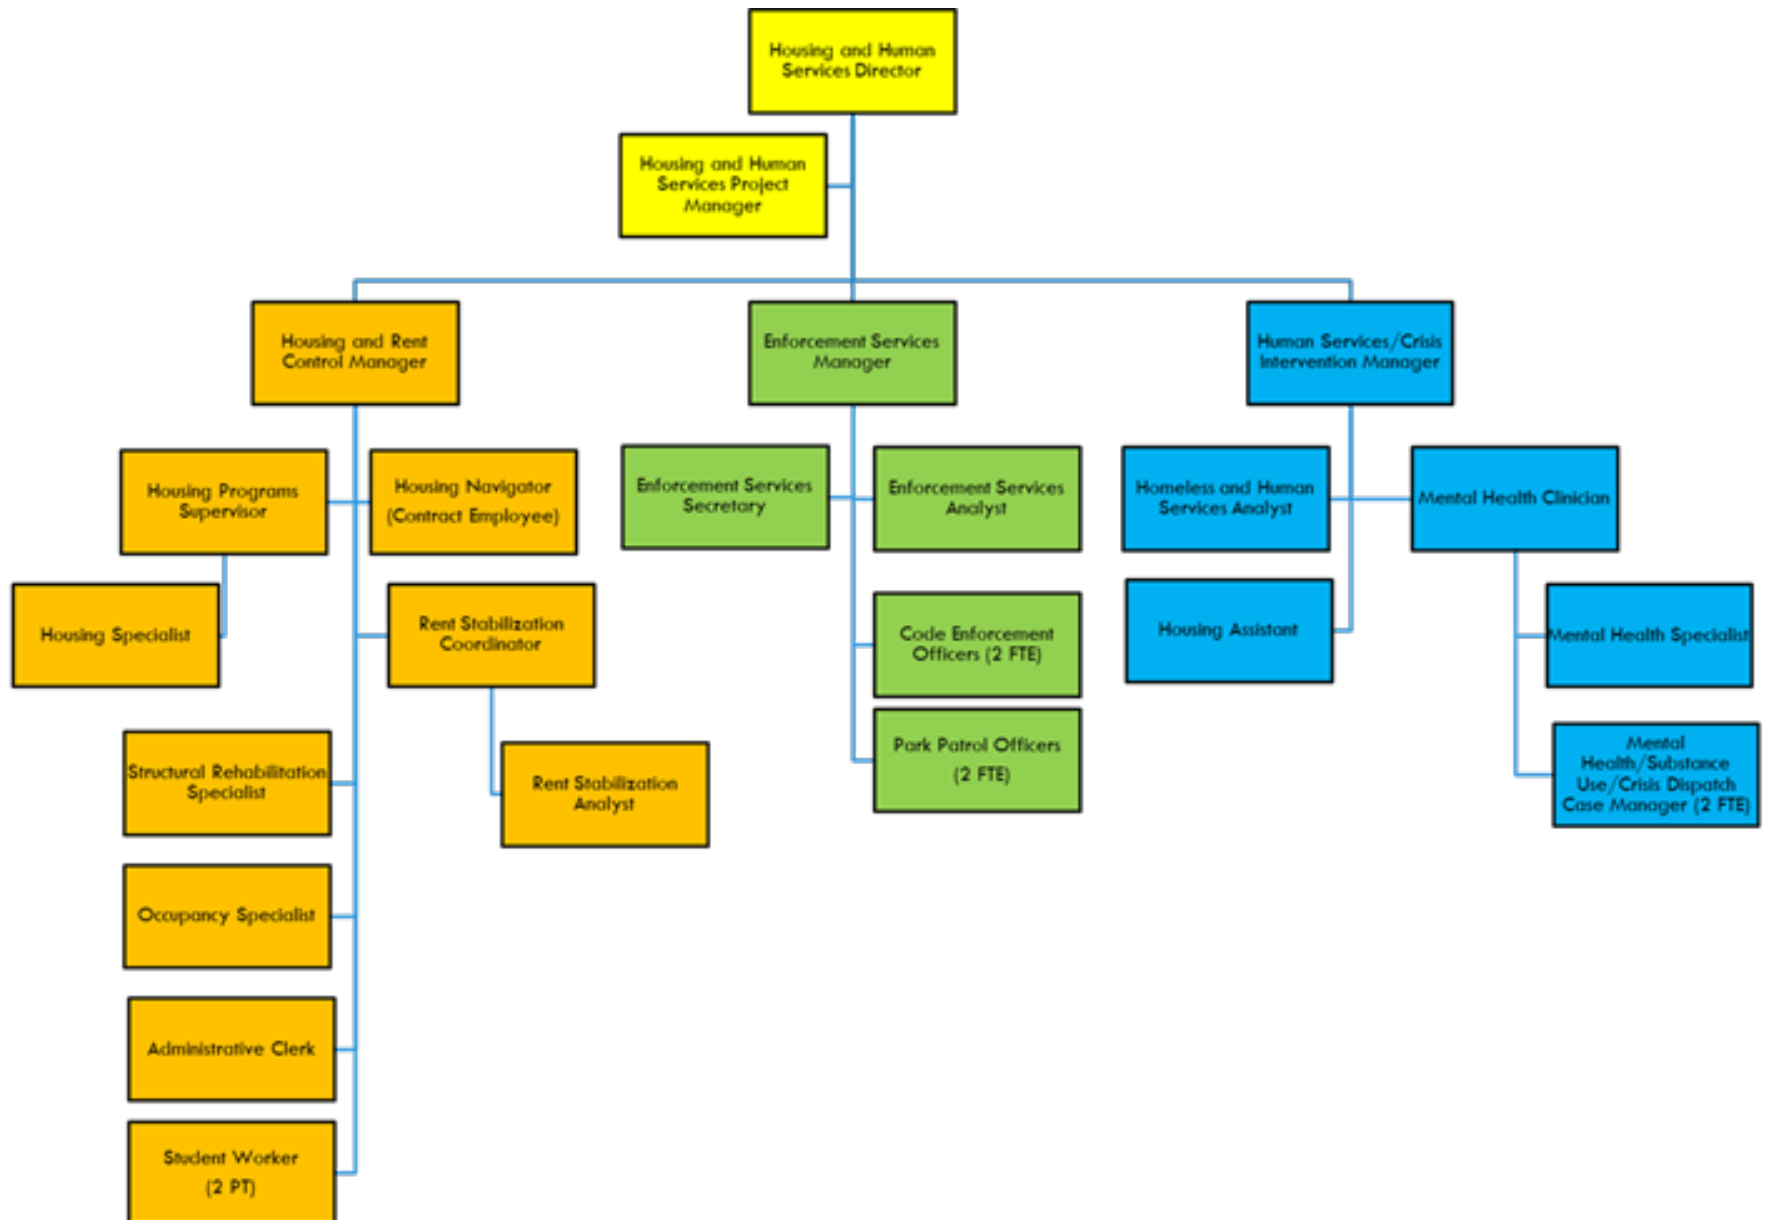 Housing and Human
Services Director
Housing and Human
Services Project
Manager
Housing and Rent
Control Manager
Enforcement Services
Manager
Human Services/Crisis
Intervention Manager
Housing Programs
Supervisor
Housing Navigator
(Contract Employee)
Enforcement Services
Secretary
Enforcement Services
Analyst
Homeless and Human
Services Analyst
Mental Health Clinician
Housing Specialist
Rent Stabilization
Coordinator
Code Enforcement
Officers (2 FTE)
Housing Assistant
Mental Health Specialist
Structural Rehabilitation
Specialist
Rent Stabilization
Analyst
Park Patrol Officers
(2 FTE)
Mental
Health/Substance
Use/Crisis Dispatch
Case Manager (2 FTE)
Occupancy Specialist
Administrative Clerk
Student Worker
(2 PT)